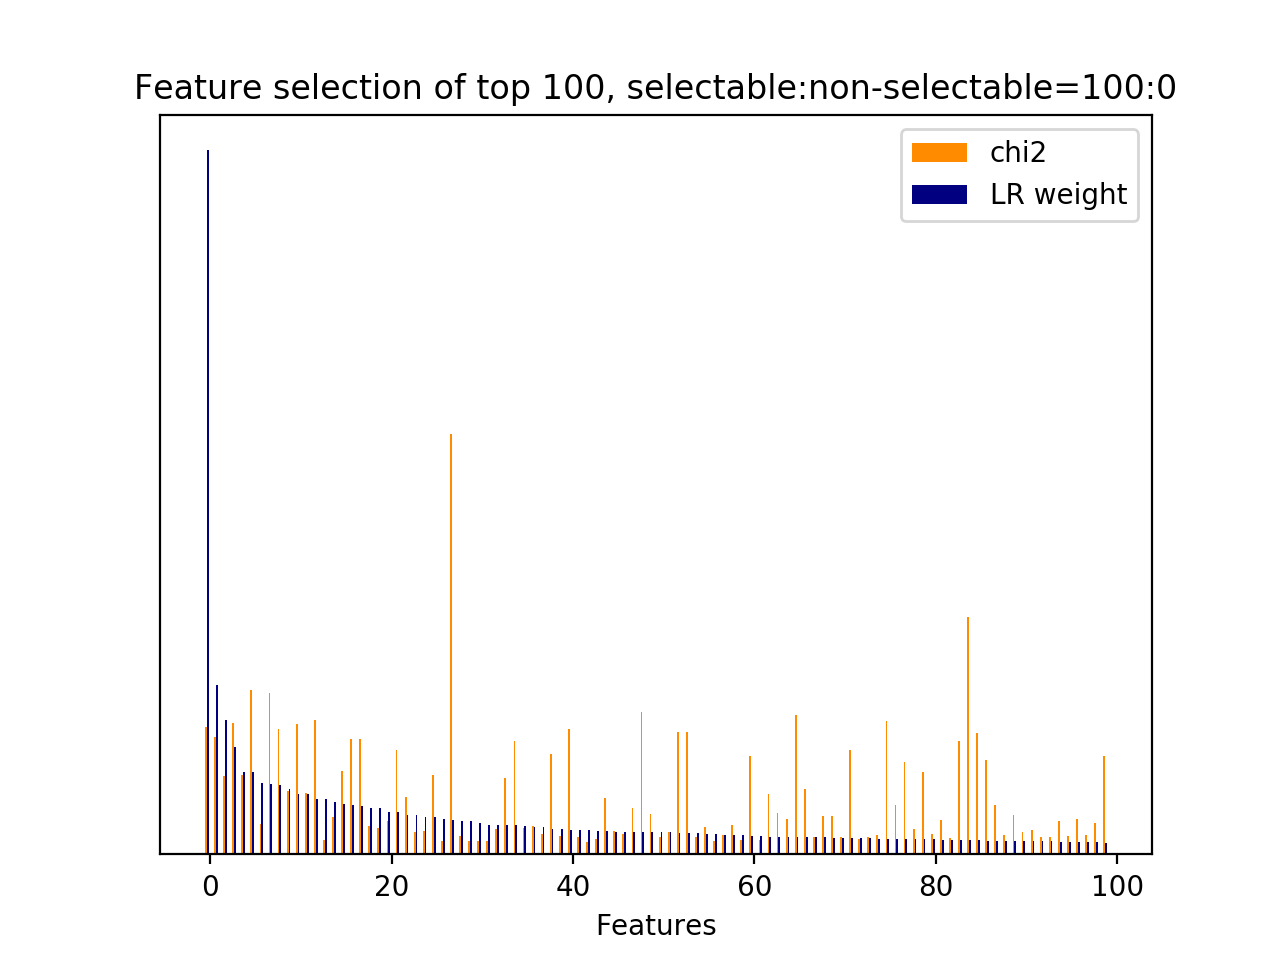 Feature selection of top 100, selectable:non-selectable=100:0
chi2
LR weight
0 20 40 60 80 100
Features